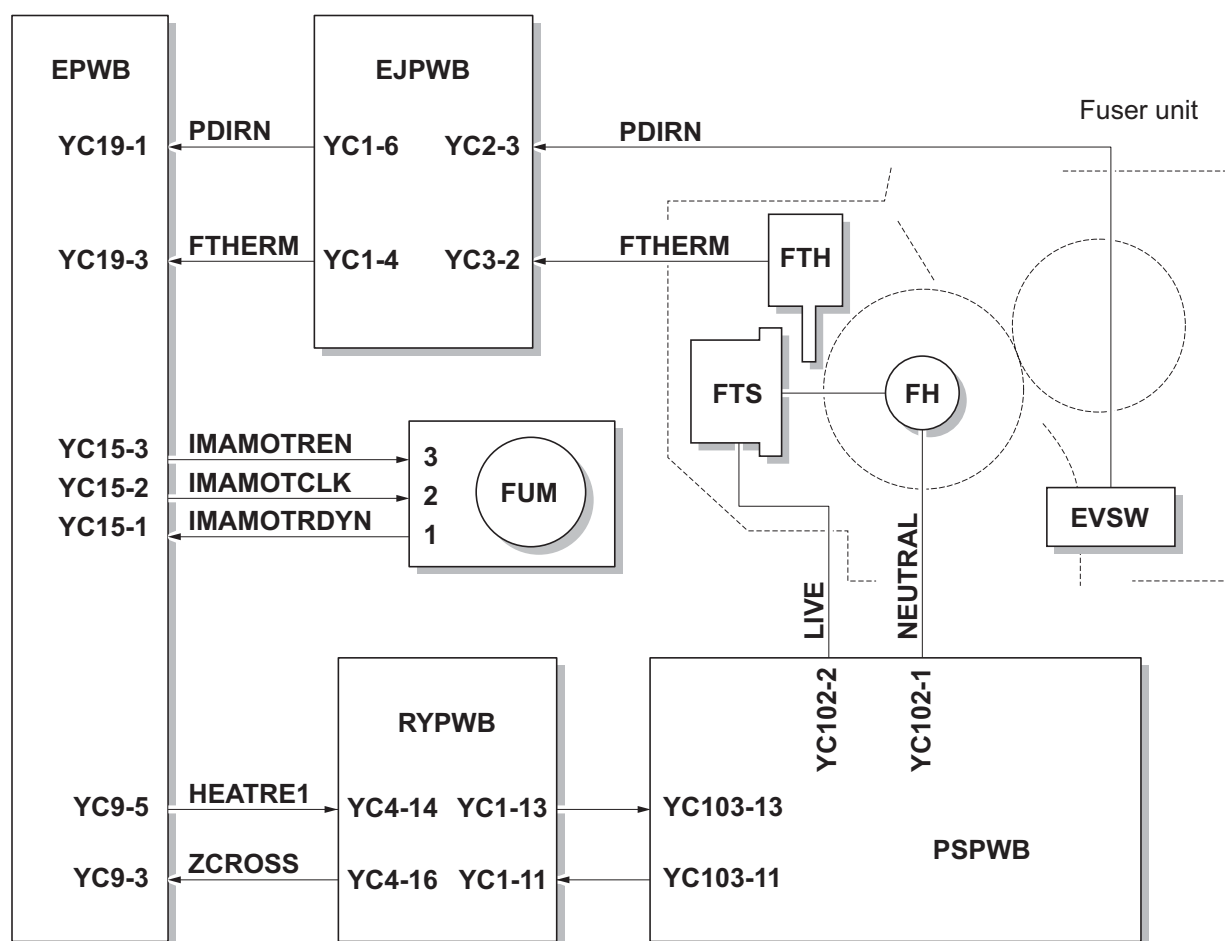 EPWB
EJPWB
Fuser unit
YC19-1
PDIRN
YC1-6
YC2-3
PDIRN
YC19-3
FTHERM
YC1-4
YC3-2
FTHERM
FTH
FTS
FH
YC15-3
IMAMOTREN
3
YC15-2
IMAMOTCLK
2
FUM
YC15-1
IMAMOTRDYN
1
EVSW
LIVE
NEUTRAL
YC102-2
YC102-1
RYPWB
YC9-5
HEATRE1
YC4-14
YC1-13
YC103-13
PSPWB
YC9-3
ZCROSS
YC4-16
YC1-11
YC103-11